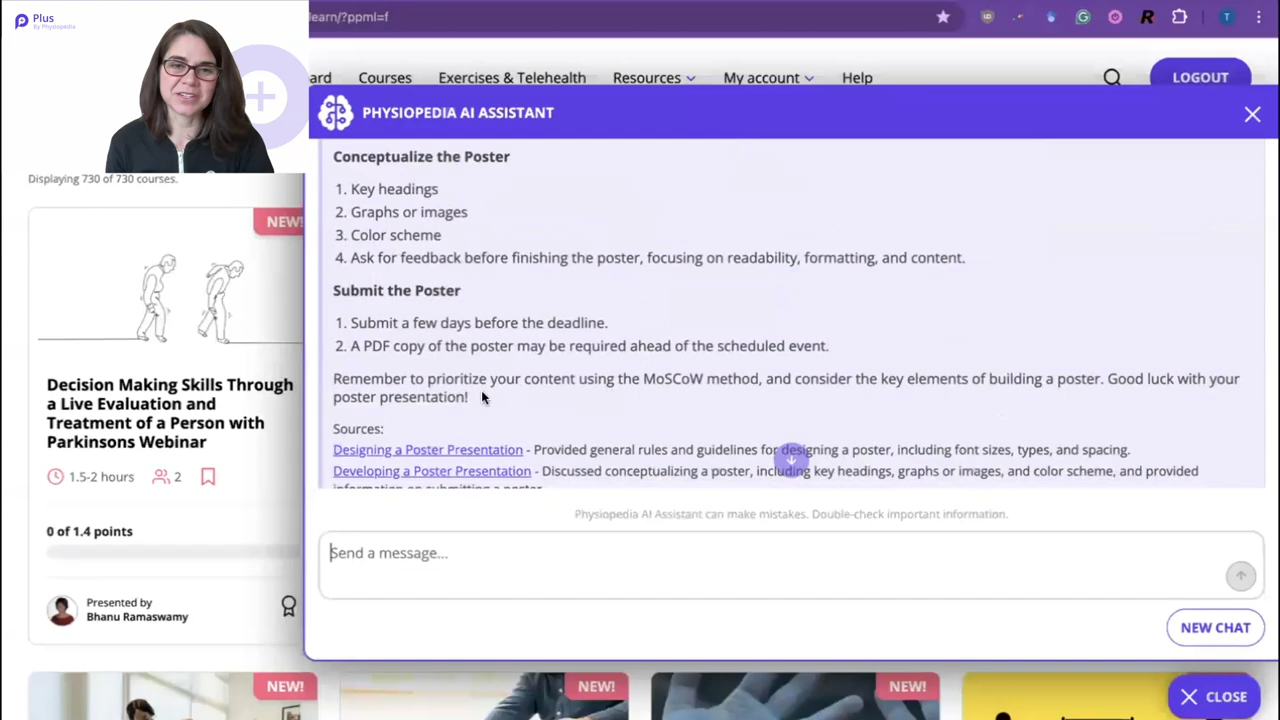 Plus
By Physiopedia
learn/?ppml=f
T
ard
Courses
Exercises & Telehealth
Resources
My account
Help
LOGOUT
PHYSIOPEDIA AI ASSISTANT
Conceptualize the Poster
1. Key headings
2. Graphs or images
3. Color scheme
4. Ask for feedback before finishing the poster, focusing on readability, formatting, and content.
Submit the Poster
1. Submit a few days before the deadline.
2. A PDF copy of the poster may be required ahead of the scheduled event.
Remember to prioritize your content using the MoSCoW method, and consider the key elements of building a poster. Good luck with your
poster presentation!
Sources:
Designing a Poster Presentation - Provided general rules and guidelines for designing a poster, including font sizes, types, and spacing.
Developing a Poster Presentation - Discussed conceptualizing a poster, including key headings, graphs or images, and color scheme, and provided
information on submitting a poster
Physiopedia AI Assistant can make mistakes. Double-check important information.
Send a message...
NEW CHAT
CLOSE
Displaying 730 of 730 courses.
NEW!
Decision Making Skills Through
a Live Evaluation and
Treatment of a Person with
Parkinsons Webinar
1.5-2 hours
2
0 of 1.4 points
Presented by
Bhanu Ramaswamy
NEW!
NEW!
NEW!